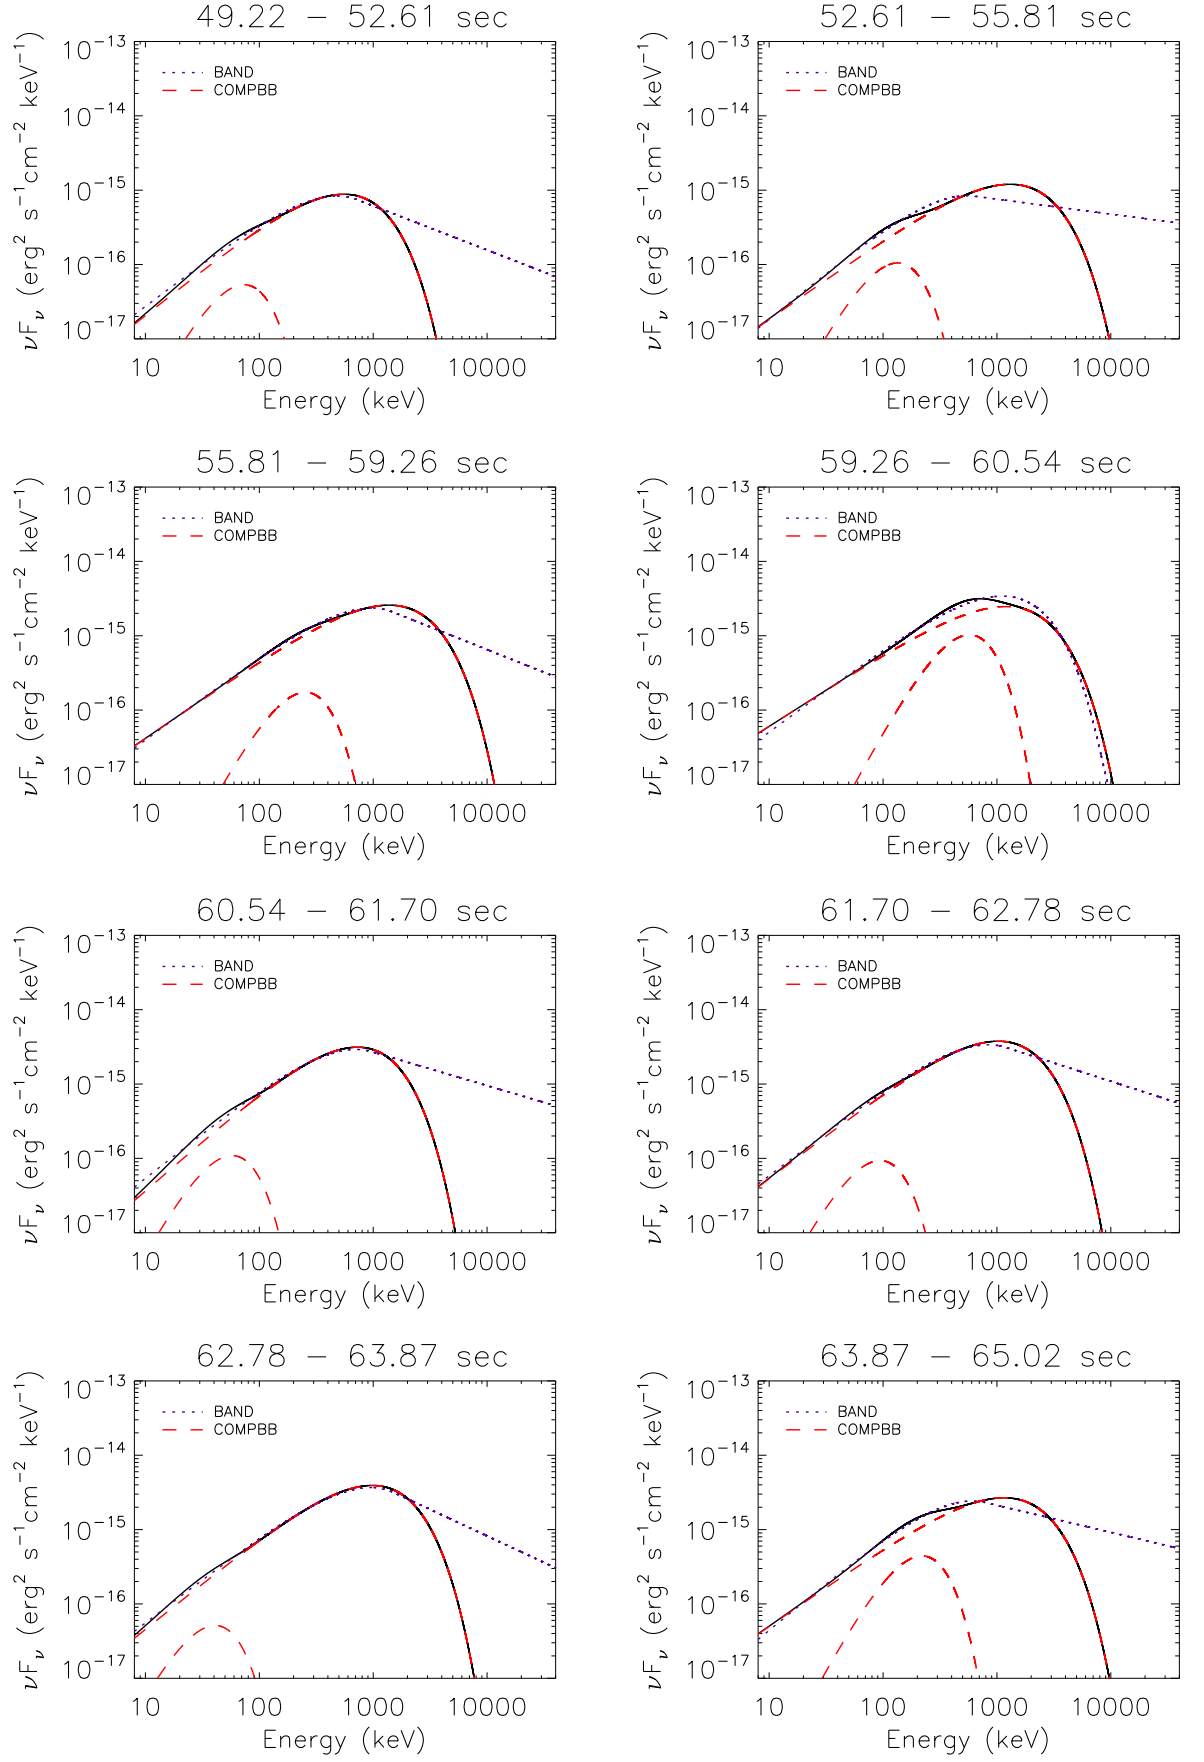 49.22 − 52.61 sec
10⁻¹³
10⁻¹⁴
10⁻¹⁵
10⁻¹⁶
10⁻¹⁷
νFᵥ (erg² s⁻¹cm⁻² keV⁻¹)
BAND
COMPBB
10 100 1000 10000
Energy (keV)
52.61 − 55.81 sec
10⁻¹³
10⁻¹⁴
10⁻¹⁵
10⁻¹⁶
10⁻¹⁷
νFᵥ (erg² s⁻¹cm⁻² keV⁻¹)
BAND
COMPBB
10 100 1000 10000
Energy (keV)
55.81 − 59.26 sec
10⁻¹³
10⁻¹⁴
10⁻¹⁵
10⁻¹⁶
10⁻¹⁷
νFᵥ (erg² s⁻¹cm⁻² keV⁻¹)
BAND
COMPBB
10 100 1000 10000
Energy (keV)
59.26 − 60.54 sec
10⁻¹³
10⁻¹⁴
10⁻¹⁵
10⁻¹⁶
10⁻¹⁷
νFᵥ (erg² s⁻¹cm⁻² keV⁻¹)
BAND
COMPBB
10 100 1000 10000
Energy (keV)
60.54 − 61.70 sec
10⁻¹³
10⁻¹⁴
10⁻¹⁵
10⁻¹⁶
10⁻¹⁷
νFᵥ (erg² s⁻¹cm⁻² keV⁻¹)
BAND
COMPBB
10 100 1000 10000
Energy (keV)
61.70 − 62.78 sec
10⁻¹³
10⁻¹⁴
10⁻¹⁵
10⁻¹⁶
10⁻¹⁷
νFᵥ (erg² s⁻¹cm⁻² keV⁻¹)
BAND
COMPBB
10 100 1000 10000
Energy (keV)
62.78 − 63.87 sec
10⁻¹³
10⁻¹⁴
10⁻¹⁵
10⁻¹⁶
10⁻¹⁷
νFᵥ (erg² s⁻¹cm⁻² keV⁻¹)
BAND
COMPBB
10 100 1000 10000
Energy (keV)
63.87 − 65.02 sec
10⁻¹³
10⁻¹⁴
10⁻¹⁵
10⁻¹⁶
10⁻¹⁷
νFᵥ (erg² s⁻¹cm⁻² keV⁻¹)
BAND
COMPBB
10 100 1000 10000
Energy (keV)